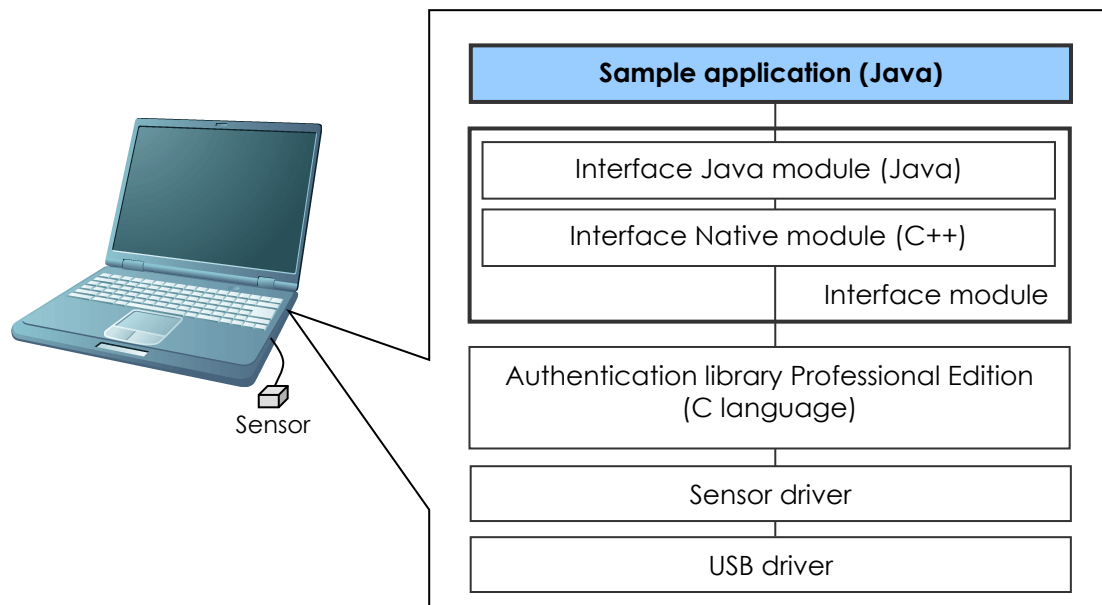 Sample application (Java)
Interface Java module (Java)
Interface Native module (C++)
Interface module
Authentication library Professional Edition
(C language)
Sensor
Sensor driver
USB driver